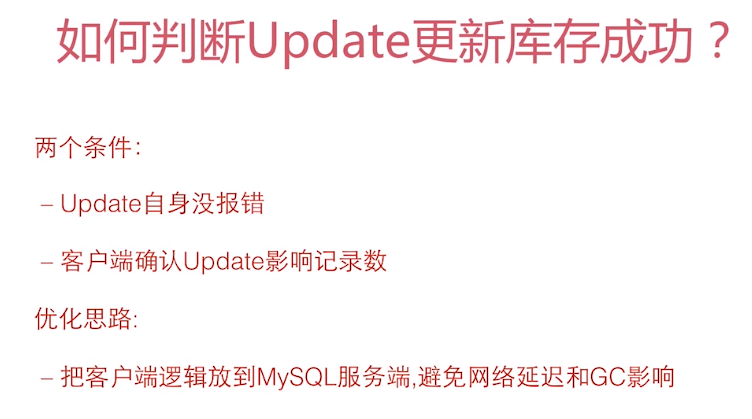 如何判断Update更新库存成功？
两个条件：
– Update自身没报错
– 客户端确认Update影响记录数
优化思路:
– 把客户端逻辑放到MySQL服务端,避免网络延迟和GC影响